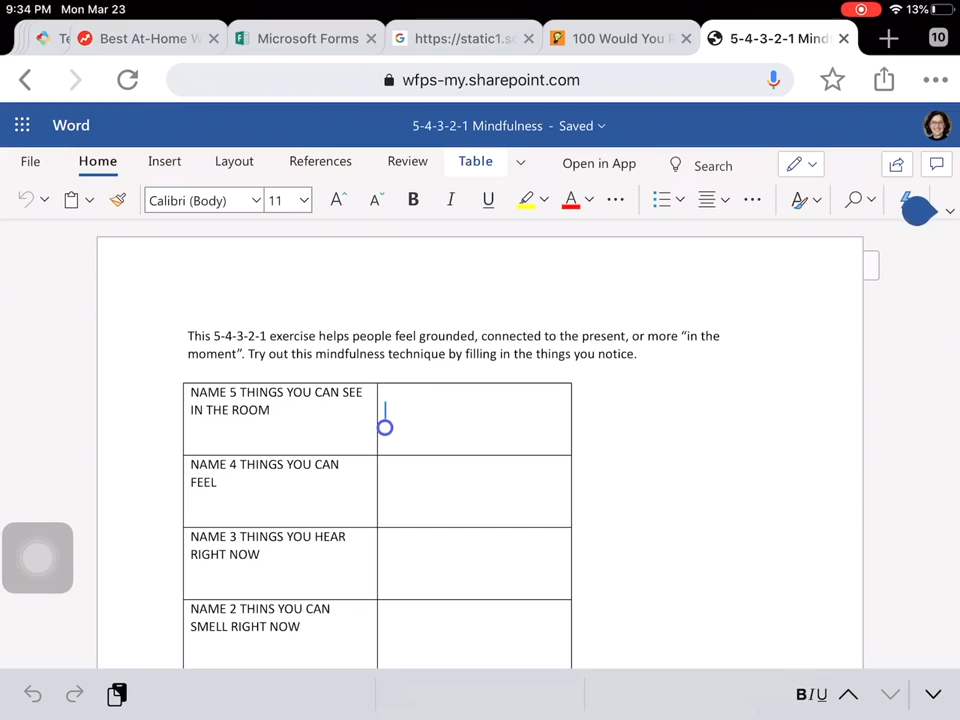 9:34 PM Mon Mar 23 13%
Best At-Home W Microsoft Forms https://static1.sc 100 Would You R 5-4-3-2-1 Mind 10
wfps-my.sharepoint.com
Word 5-4-3-2-1 Mindfulness - Saved
File Home Insert Layout References Review Table Open in App Search
Calibri (Body) 11 A A B I U A
This 5-4-3-2-1 exercise helps people feel grounded, connected to the present, or more “in the
moment”. Try out this mindfulness technique by filling in the things you notice.
NAME 5 THINGS YOU CAN SEE
IN THE ROOM
NAME 4 THINGS YOU CAN
FEEL
NAME 3 THINGS YOU HEAR
RIGHT NOW
NAME 2 THINS YOU CAN
SMELL RIGHT NOW
BIU